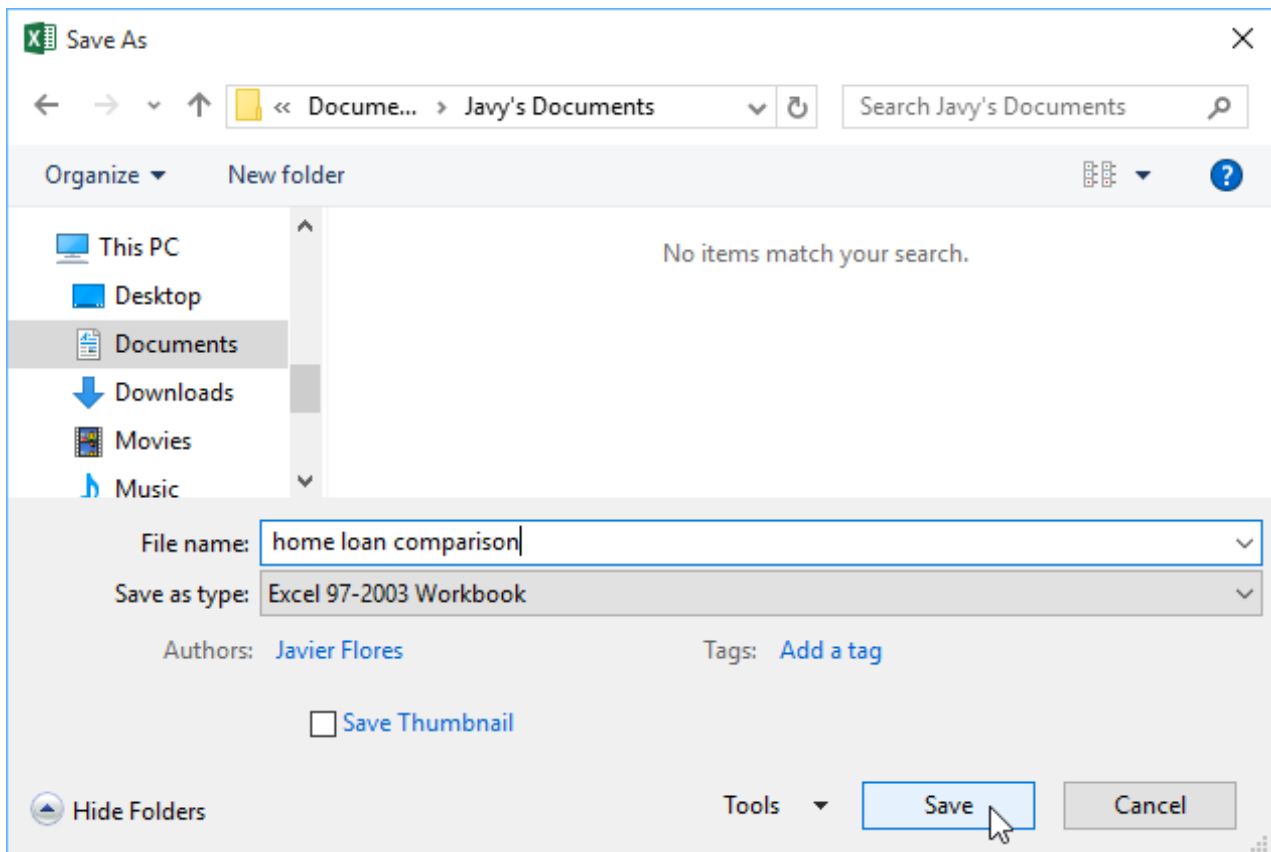 Save As
« Docume... › Javy's Documents
Search Javy's Documents
Organize
New folder
?
This PC
No items match your search.
Desktop
Documents
Downloads
Movies
Music
File name: home loan comparison
Save as type: Excel 97-2003 Workbook
Authors: Javier Flores
Tags: Add a tag
Save Thumbnail
Hide Folders
Tools
Save
Cancel